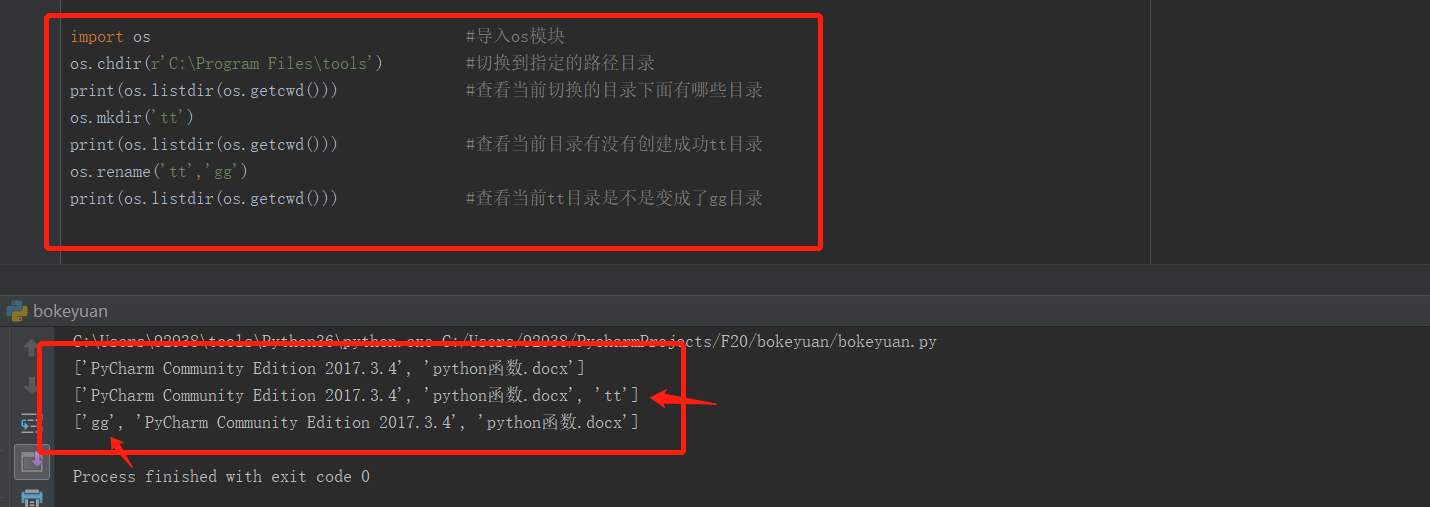 import os #导入os模块
os.chdir(r'C:\Program Files\tools') #切换到指定的路径目录
print(os.listdir(os.getcwd())) #查看当前切换的目录下面有哪些目录
os.mkdir('tt')
print(os.listdir(os.getcwd())) #查看当前目录有没有创建成功tt目录
os.rename('tt','gg')
print(os.listdir(os.getcwd())) #查看当前tt目录是不是变成了gg目录
bokeyuan
C:\Users\92938\tools\Python36\python.exe C:/Users/92938/PycharmProjects/F20/bokeyuan/bokeyuan.py
['PyCharm Community Edition 2017.3.4', 'python函数.docx']
['PyCharm Community Edition 2017.3.4', 'python函数.docx', 'tt']
['gg', 'PyCharm Community Edition 2017.3.4', 'python函数.docx']
Process finished with exit code 0